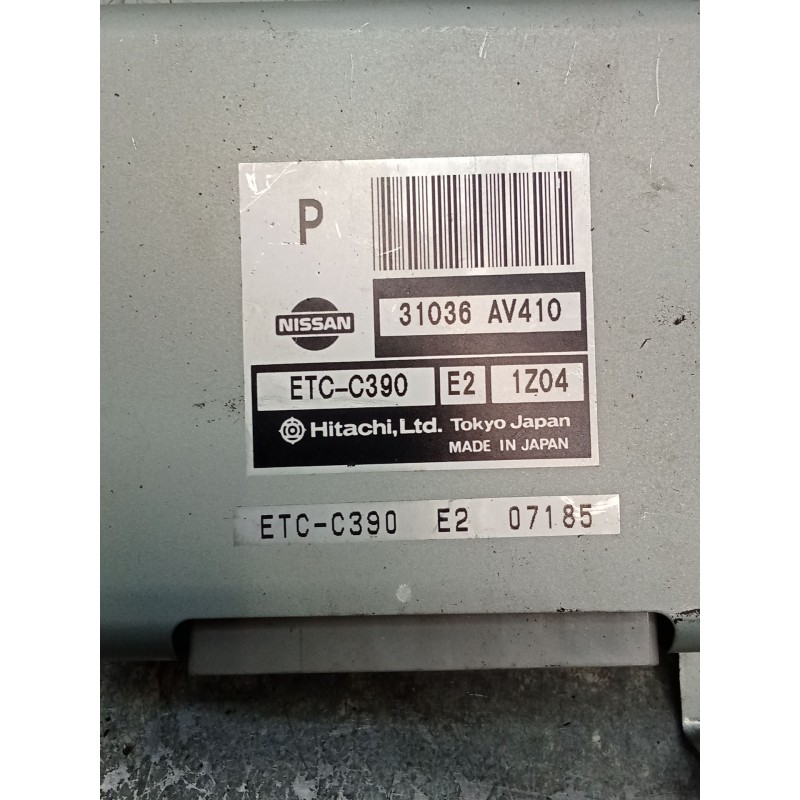 P
NISSAN
31036 AV410
ETC-C390 E2 1Z04
Hitachi, Ltd. Tokyo Japan
MADE IN JAPAN
ETC-C390 E2 07185